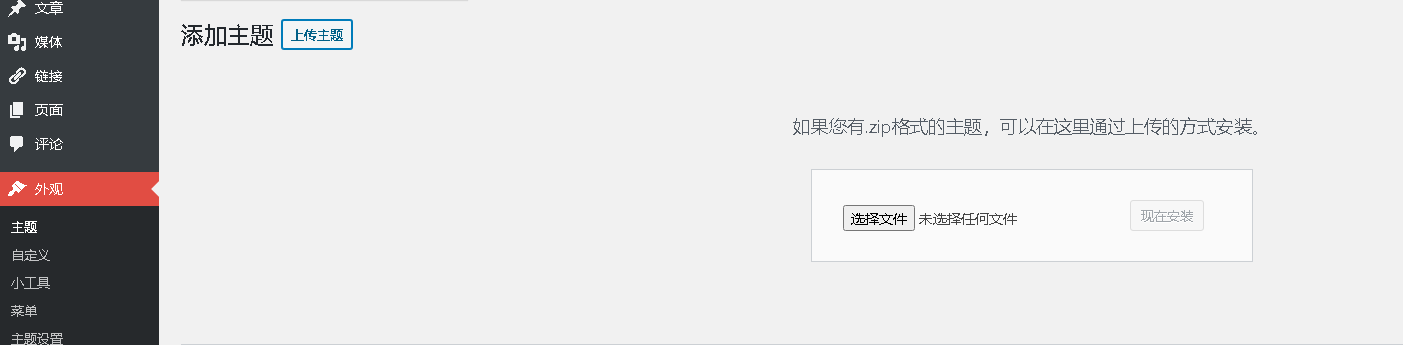 文章
媒体
链接
页面
评论
外观
主题
自定义
小工具
菜单
主题设置
添加主题 上传主题
如果您有.zip格式的主题，可以在这里通过上传的方式安装。
选择文件 未选择任何文件 现在安装